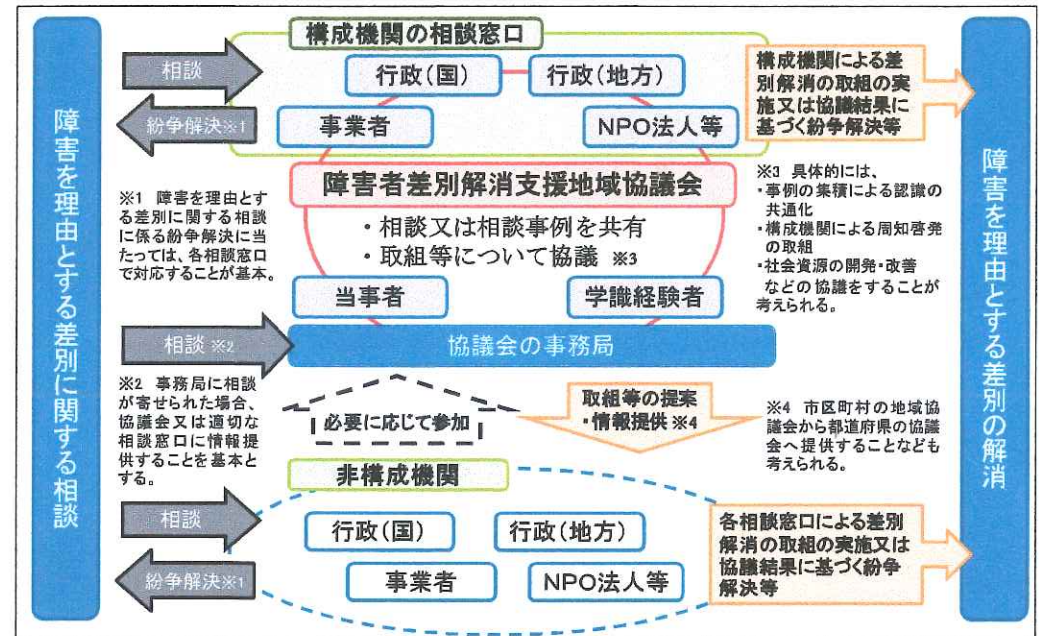 障害を理由とする差別に関する相談
構成機関の相談窓口
相談
紛争解決※1
行政(国)
行政(地方)
事業者
NPO法人等
構成機関による差
別解消の取組の実
施又は協議結果に
基づく紛争解決等
障害者差別解消支援地域協議会
・相談又は相談事例を共有
・取組等について協議 ※3
※1 障害を理由とす
る差別に関する相談
に係る紛争解決に当
たっては、各相談窓口
で対応することが基本。
※3 具体的には、
・事例の集積による認識の
共通化
・構成機関による周知啓発
の取組
・社会資源の開発・改善
などの協議をすることが
考えられる。
当事者
学識経験者
相談 ※2
協議会の事務局
※2 事務局に相談
が寄せられた場合、
協議会又は適切な
相談窓口に情報提
供することを基本と
する。
必要に応じて参加
取組等の提案
・情報提供 ※4
※4 市区町村の地域協
議会から都道府県の協議
会へ提供することなども
考えられる。
非構成機関
相談
紛争解決※1
行政(国)
行政(地方)
事業者
NPO法人等
各相談窓口による差別
解消の取組の実施又は
協議結果に基づく紛争
解決等
障害を理由とする差別の解消